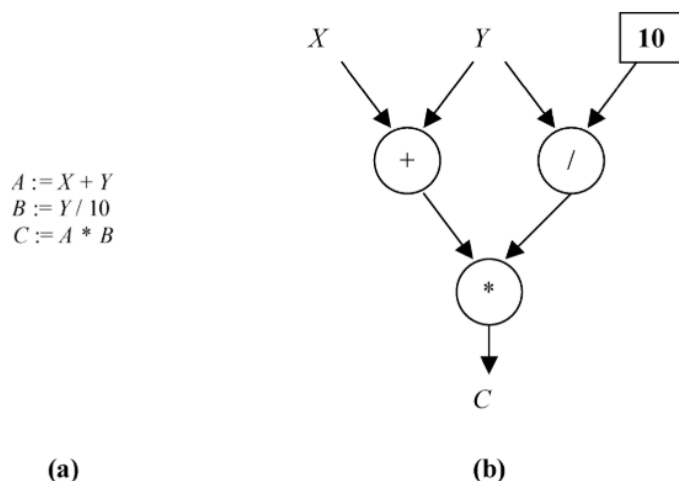 X Y 10
+ /
A := X + Y
B := Y / 10
C := A * B
*
C
(a) (b)